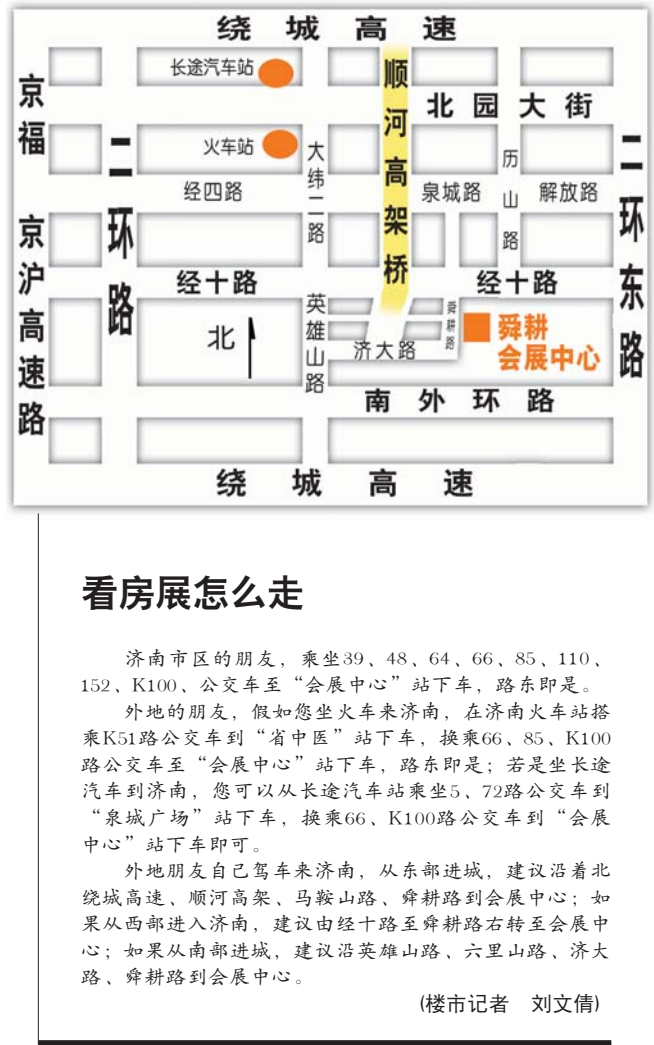 绕城高速
长途汽车站
顺河高架桥
京福
京沪高速路
北园大街
二环路
火车站
大纬二路
历山路
二环东路
经四路
泉城路
解放路
经十路
经十路
英雄山路
舜耕路
舜耕
会展中心
北
济大路
南外环路
绕城高速
看房展怎么走
济南市区的朋友，乘坐39、48、64、66、85、110、
152、K100、公交车至“会展中心”站下车，路东即是。
外地的朋友，假如您坐火车来济南，在济南火车站搭
乘K51路公交车到“省中医”站下车，换乘66、85、K100
路公交车至“会展中心”站下车，路东即是；若是坐长途
汽车到济南，您可以从长途汽车站乘坐5、72路公交车到
“泉城广场”站下车，换乘66、K100路公交车到“会展
中心”站下车即可。
外地朋友自己驾车来济南，从东部进城，建议沿着北
绕城高速、顺河高架、马鞍山路、舜耕路到会展中心；如
果从西部进入济南，建议由经十路至舜耕路右转至会展中
心；如果从南部进城，建议沿英雄山路、六里山路、济大
路、舜耕路到会展中心。
(楼市记者　刘文倩)